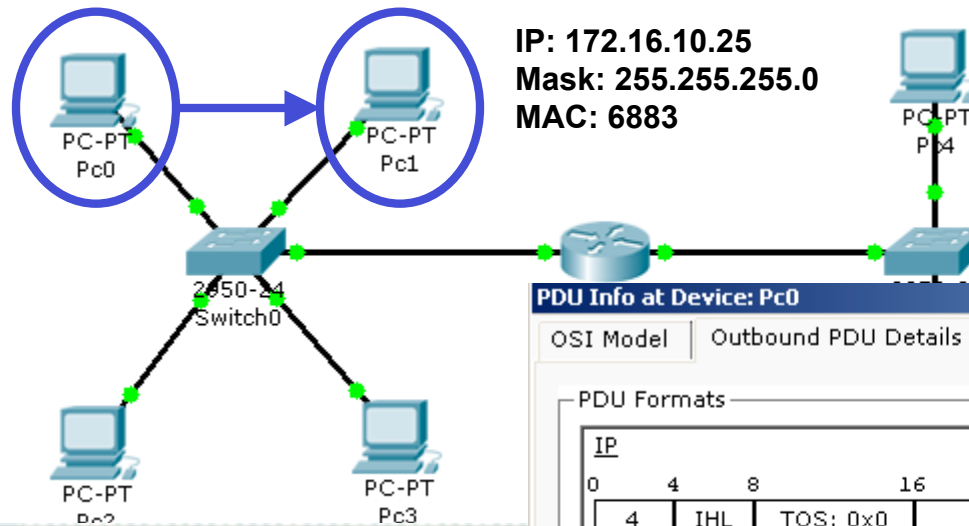 IP: 172.16.10.25
Mask: 255.255.255.0
MAC: 6883
PC-PT
Pc0
PC-PT
Pc1
PC-PT
Pc4
2950-24
Switch0
PC-PT
Pc2
PC-PT
Pc3
PDU Info at Device: Pc0
OSI Model
Outbound PDU Details
PDU Formats
IP
0 4 8 16
4 IHL TOS: 0x0